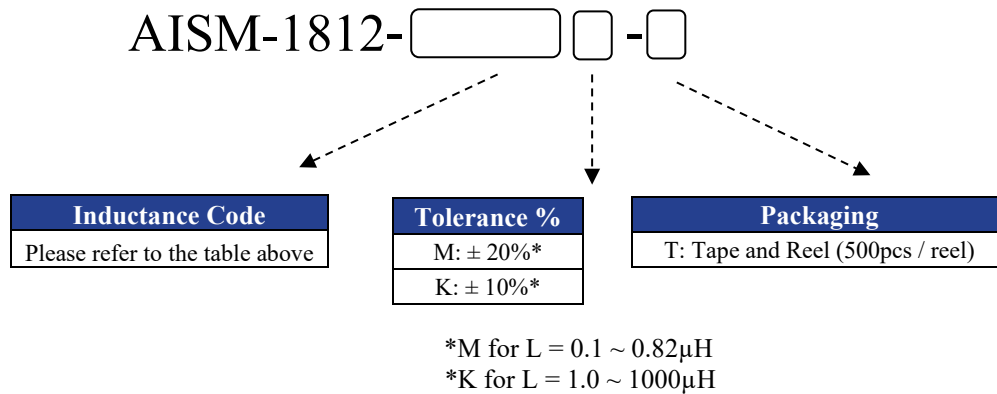 AISM-1812- -
Inductance Code
Please refer to the table above
Tolerance %
M: ± 20%*
K: ± 10%*
Packaging
T: Tape and Reel (500pcs / reel)
*M for L = 0.1 ~ 0.82µH
*K for L = 1.0 ~ 1000µH